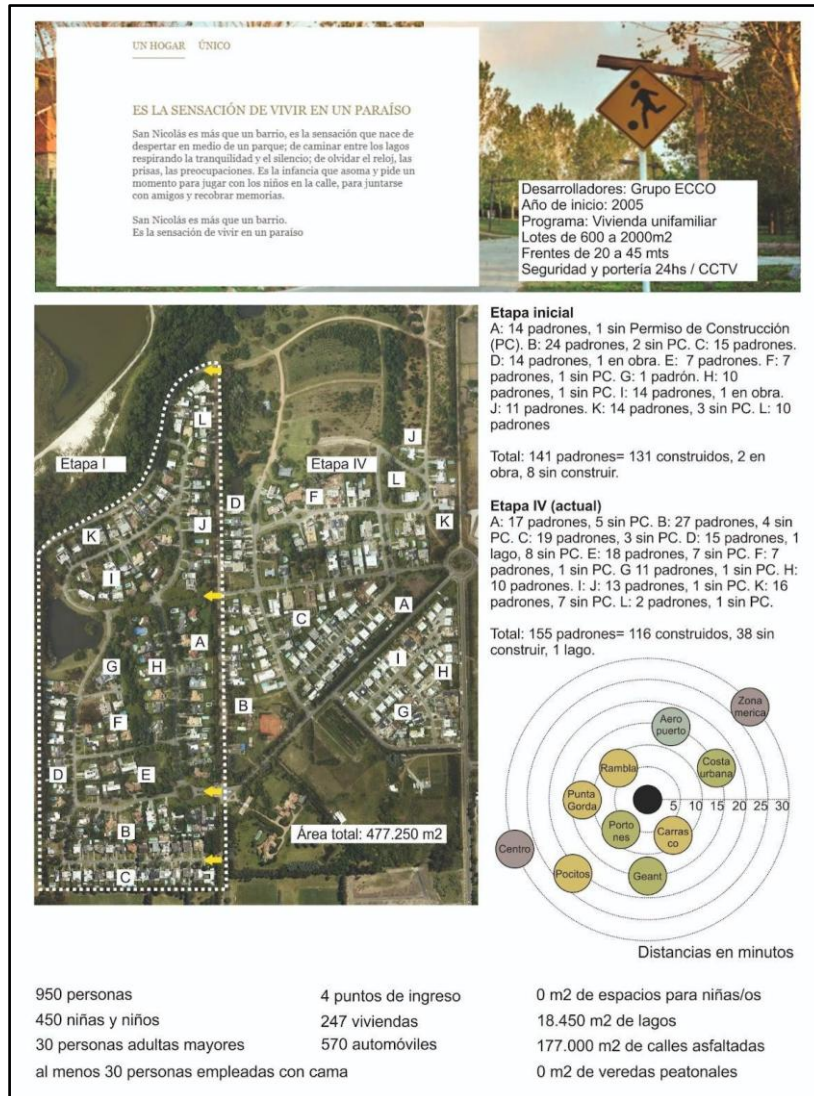 UN HOGAR ÚNICO
ES LA SENSACIÓN DE VIVIR EN UN PARAÍSO
San Nicolás es más que un barrio, es la sensación que nace de
despertar en medio de un parque; de caminar entre los lagos
respirando la tranquilidad y el silencio; de olvidar el reloj, las
prisas, las preocupaciones. Es la infancia que asoma y pide un
momento para jugar con los niños en la calle, para juntarse
con amigos y recobrar memorias.
San Nicolás es más que un barrio.
Es la sensación de vivir en un paraíso
Desarrolladores: Grupo ECCO
Año de inicio: 2005
Programa: Vivienda unifamiliar
Lotes de 600 a 2000m2
Frentes de 20 a 45 mts
Seguridad y portería 24hs / CCTV
Etapa I
Etapa IV
L
J
L
D
F
K
K
J
I
A
C
A
G
H
I
H
B
G
F
D
E
B
C
Área total: 477.250 m2
Etapa inicial
A: 14 padrones, 1 sin Permiso de Construcción
(PC). B: 24 padrones, 2 sin PC. C: 15 padrones.
D: 14 padrones, 1 en obra. E: 7 padrones. F: 7
padrones, 1 sin PC. G: 1 padrón. H: 10
padrones, 1 sin PC. I: 14 padrones, 1 en obra.
J: 11 padrones. K: 14 padrones, 3 sin PC. L: 10
padrones
Total: 141 padrones= 131 construidos, 2 en
obra, 8 sin construir.
Etapa IV (actual)
A: 17 padrones, 5 sin PC. B: 27 padrones, 4 sin
PC. C: 19 padrones, 3 sin PC. D: 15 padrones, 1
lago, 8 sin PC. E: 18 padrones, 7 sin PC. F: 7
padrones, 1 sin PC. G 11 padrones, 1 sin PC. H:
10 padrones. I: J: 13 padrones, 1 sin PC. K: 16
padrones, 7 sin PC. L: 2 padrones, 1 sin PC.
Total: 155 padrones= 116 construidos, 38 sin
construir, 1 lago.
Zona
merica
Aero
puerto
Rambla
Costa
urbana
Punta
Gorda
5 10 15 20 25 30
Porto
nes
Carras
co
Centro
Pocitos
Geant
Distancias en minutos
950 personas
450 niñas y niños
30 personas adultas mayores
al menos 30 personas empleadas con cama
4 puntos de ingreso
247 viviendas
570 automóviles
0 m2 de espacios para niñas/os
18.450 m2 de lagos
177.000 m2 de calles asfaltadas
0 m2 de veredas peatonales